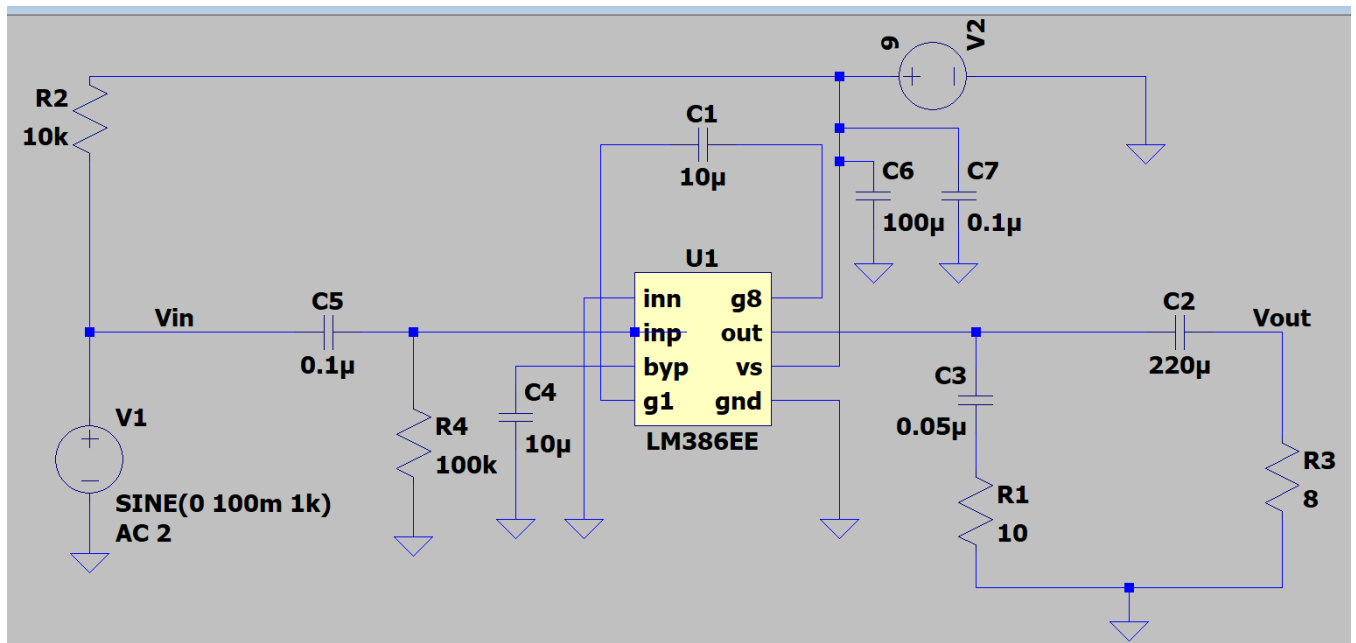 9
V2
R2
10k
C1
10µ
C6
100µ
C7
0.1µ
U1
Vin
C5
0.1µ
inn
g8
inp
out
byp
vs
g1
gnd
LM386EE
C2
220µ
Vout
C4
10µ
C3
0.05µ
V1
SINE(0 100m 1k)
AC 2
R4
100k
R1
10
R3
8
+
–
+
–